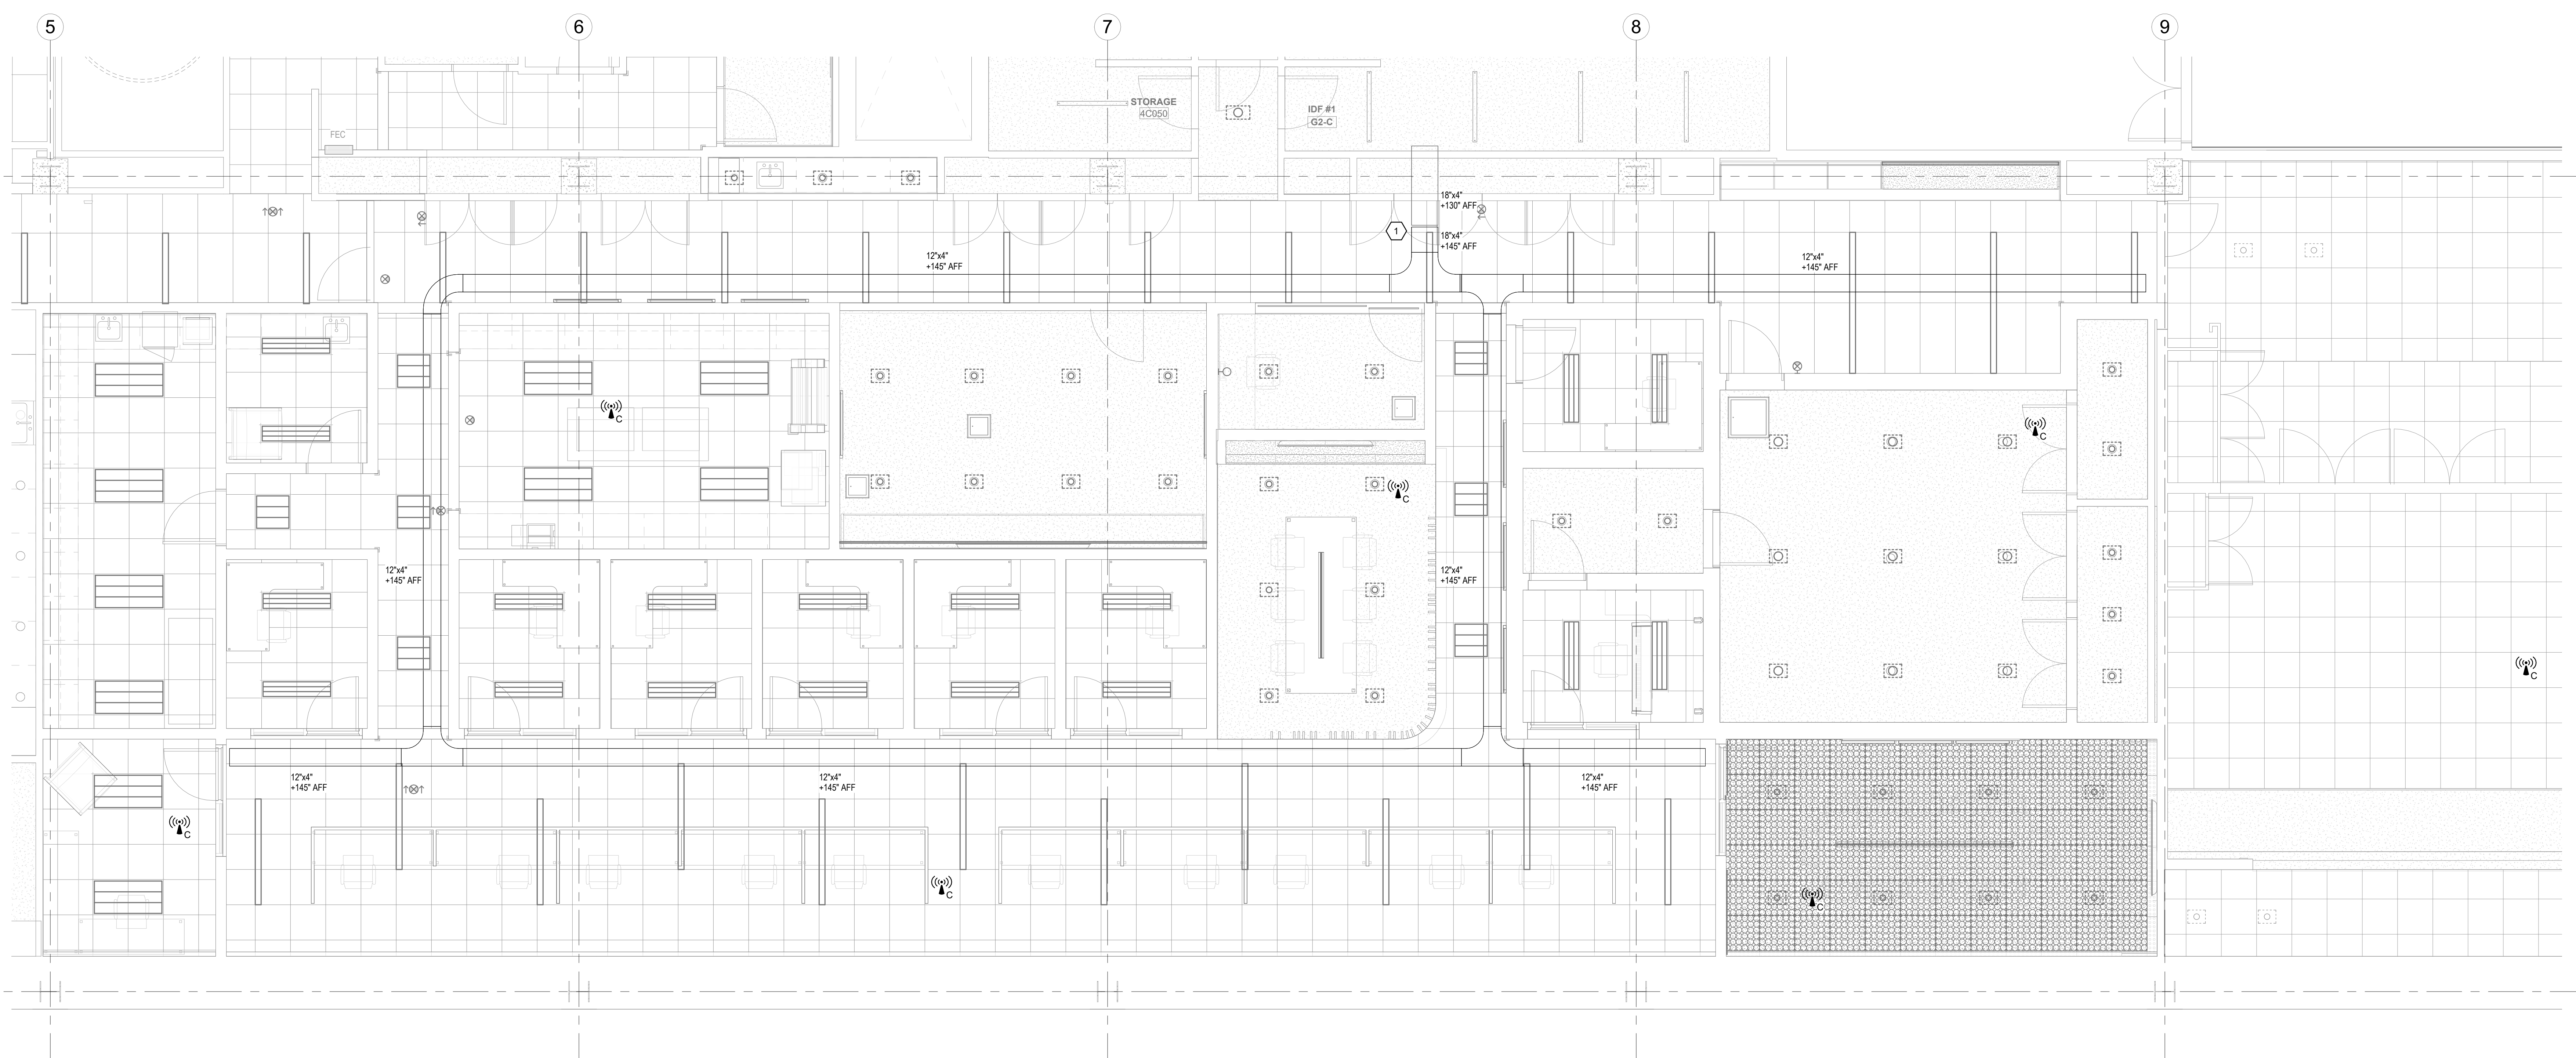 5
6
7
8
9
STORAGE
4C050
IDF #1
G2-C
FEC
18"x4"
+130" AFF
1
18"x4"
+145" AFF
12"x4"
+145" AFF
12"x4"
+145" AFF
C
C
C
12"x4"
+145" AFF
12"x4"
+145" AFF
C
12"x4"
+145" AFF
12"x4"
+145" AFF
12"x4"
+145" AFF
C
C
C